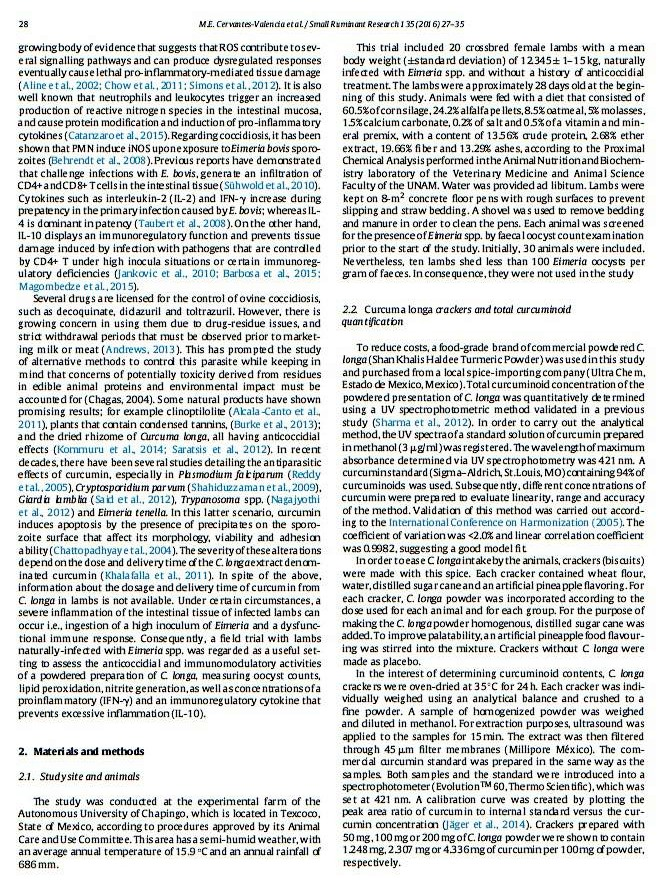 28
M.E. Cervantes-Valencia et al. / Small Ruminant Research 135 (2016) 27–35
growing body of evidence that suggests that ROS contribute to sev-
eral signalling pathways and can produce dysregulated responses
eventually cause lethal pro-inflammatory-mediated tissue damage
(Aline et al., 2002; Chow et al., 2011; Simons et al., 2012). It is also
well known that neutrophils and leukocytes trigger an increased
production of reactive nitrogen species in the intestinal mucosa,
and cause protein modification and induction of pro-inflammatory
cytokines (Catanzaro et al., 2015). Regarding coccidiosis, it has been
shown that PMN induce iNOS upon exposure to Eimeria bovis sporo-
zoites (Behrendt et al., 2008). Previous reports have demonstrated
that challenge infections with E. bovis, generate an infiltration of
CD4+ and CD8+ T cells in the intestinal tissue (Sühwold et al., 2010).
Cytokines such as interleukin-2 (IL-2) and IFN-γ increase during
prepatency in the primary infection caused by E. bovis; whereas IL-
4 is dominant in patency (Taubert et al., 2008). On the other hand,
IL-10 displays an immunoregulatory function and prevents tissue
damage induced by infection with pathogens that are controlled
by CD4+ T under high inocula situations or certain immunoreg-
ulatory deficiencies (Jankovic et al., 2010; Barbosa et al., 2015;
Magombedze et al., 2015).
Several drugs are licensed for the control of ovine coccidiosis,
such as decoquinate, diclazuril and toltrazuril. However, there is
growing concern in using them due to drug-residue issues, and
strict withdrawal periods that must be observed prior to market-
ing milk or meat (Andrews, 2013). This has prompted the study
of alternative methods to control this parasite while keeping in
mind that concerns of potentially toxicity derived from residues
in edible animal proteins and environmental impact must be
accounted for (Chagas, 2004). Some natural products have shown
promising results; for example clinoptilolite (Alcala-Canto et al.,
2011), plants that contain condensed tannins, (Burke et al., 2013);
and the dried rhizome of Curcuma longa, all having anticoccidial
effects (Kommuru et al., 2014; Saratsis et al., 2012). In recent
decades, there have been several studies detailing the antiparasitic
effects of curcumin, especially in Plasmodium falciparum (Reddy
et al., 2005), Cryptosporidium parvum (Shahiduzzaman et al., 2009),
Giardia lamblia (Said et al., 2012), Trypanosoma spp. (Nagajyothi
et al., 2012) and Eimeria tenella. In this latter scenario, curcumin
induces apoptosis by the presence of precipitates on the sporo-
zoite surface that affect its morphology, viability and adhesion
ability (Chattopadhyay et al., 2004). The severity of these alterations
depend on the dose and delivery time of the C. longa extract denom-
inated curcumin (Khalafalla et al., 2011). In spite of the above,
information about the dosage and delivery time of curcumin from
C. longa in lambs is not available. Under certain circumstances, a
severe inflammation of the intestinal tissue of infected lambs can
occur i.e., ingestion of a high inoculum of Eimeria and a dysfunc-
tional immune response. Consequently, a field trial with lambs
naturally-infected with Eimeria spp. was regarded as a useful set-
ting to assess the anticoccidial and immunomodulatory activities
of a powdered preparation of C. longa, measuring oocyst counts,
lipid peroxidation, nitrite generation, as well as concentrations of a
proinflammatory (IFN-γ) and an immunoregulatory cytokine that
prevents excessive inflammation (IL-10).
2. Materials and methods
2.1. Study site and animals
The study was conducted at the experimental farm of the
Autonomous University of Chapingo, which is located in Texcoco,
State of Mexico, according to procedures approved by its Animal
Care and Use Committee. This area has a semi-humid weather, with
an average annual temperature of 15.9 °C and an annual rainfall of
686 mm.
This trial included 20 crossbred female lambs with a mean
body weight (±standard deviation) of 12345± 1–15 kg, naturally
infected with Eimeria spp. and without a history of anticoccidial
treatment. The lambs were approximately 28 days old at the begin-
ning of this study. Animals were fed with a diet that consisted of
60.5% of corn silage, 24.2% alfalfa pellets, 8.5% oatmeal, 5% molasses,
1.5% calcium carbonate, 0.2% of salt and 0.5% of a vitamin and min-
eral premix, with a content of 13.56% crude protein, 2.68% ether
extract, 19.66% fiber and 13.29% ashes, according to the Proximal
Chemical Analysis performed in the Animal Nutrition and Biochem-
istry laboratory of the Veterinary Medicine and Animal Science
Faculty of the UNAM. Water was provided ad libitum. Lambs were
kept on 8-m² concrete floor pens with rough surfaces to prevent
slipping and straw bedding. A shovel was used to remove bedding
and manure in order to clean the pens. Each animal was screened
for the presence of Eimeria spp. by faecal oocyst count examination
prior to the start of the study. Initially, 30 animals were included.
Nevertheless, ten lambs shed less than 100 Eimeria oocysts per
gram of faeces. In consequence, they were not used in the study
2.2. Curcuma longa crackers and total curcuminoid
quantification
To reduce costs, a food-grade brand of commercial powdered C.
longa (Shan Khalis Haldee Turmeric Powder) was used in this study
and purchased from a local spice-importing company (Ultra Chem,
Estado de Mexico, Mexico). Total curcuminoid concentration of the
powdered presentation of C. longa was quantitatively determined
using a UV spectrophotometric method validated in a previous
study (Sharma et al., 2012). In order to carry out the analytical
method, the UV spectra of a standard solution of curcumin prepared
in methanol (3 μg/ml) was registered. The wavelength of maximum
absorbance determined via UV spectrophotometry was 421 nm. A
curcumin standard (Sigma–Aldrich, St. Louis, MO) containing 94% of
curcuminoids was used. Subsequently, different concentrations of
curcumin were prepared to evaluate linearity, range and accuracy
of the method. Validation of this method was carried out accord-
ing to the International Conference on Harmonization (2005). The
coefficient of variation was <2.0% and linear correlation coefficient
was 0.9982, suggesting a good model fit.
In order to ease C. longa intake by the animals, crackers (biscuits)
were made with this spice. Each cracker contained wheat flour,
water, distilled sugar cane and an artificial pineapple flavoring. For
each cracker, C. longa powder was incorporated according to the
dose used for each animal and for each group. For the purpose of
making the C. longa powder homogenous, distilled sugar cane was
added. To improve palatability, an artificial pineapple food flavour-
ing was stirred into the mixture. Crackers without C. longa were
made as placebo.
In the interest of determining curcuminoid contents, C. longa
crackers were oven-dried at 35°C for 24 h. Each cracker was indi-
vidually weighed using an analytical balance and crushed to a
fine powder. A sample of homogenized powder was weighed
and diluted in methanol. For extraction purposes, ultrasound was
applied to the samples for 15 min. The extract was then filtered
through 45 μm filter membranes (Millipore México). The com-
mercial curcumin standard was prepared in the same way as the
samples. Both samples and the standard were introduced into a
spectrophotometer (Evolution™ 60, Thermo Scientific), which was
set at 421 nm. A calibration curve was created by plotting the
peak area ratio of curcumin to internal standard versus the cur-
cumin concentration (Jäger et al., 2014). Crackers prepared with
50 mg, 100 mg or 200 mg of C. longa powder were shown to contain
1.248 mg, 2.307 mg or 4.336 mg of curcumin per 100 mg of powder,
respectively.